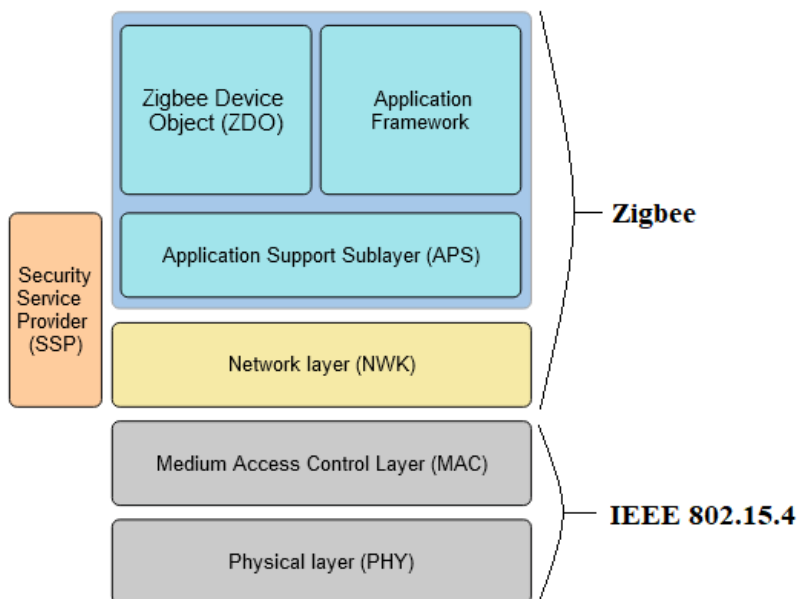 Zigbee Device
Object (ZDO)
Application
Framework
Zigbee
Application Support Sublayer (APS)
Security
Service
Provider
(SSP)
Network layer (NWK)
Medium Access Control Layer (MAC)
IEEE 802.15.4
Physical layer (PHY)